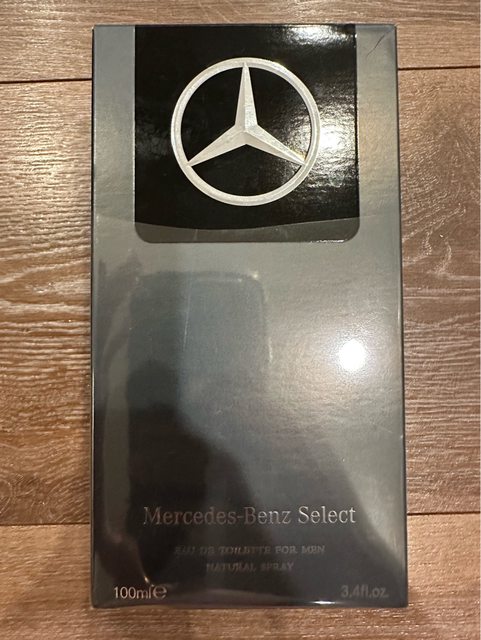 Mercedes-Benz Select
EAU DE TOILETTE FOR MEN
NATURAL SPRAY
100ml℮ 3.4fl.oz.